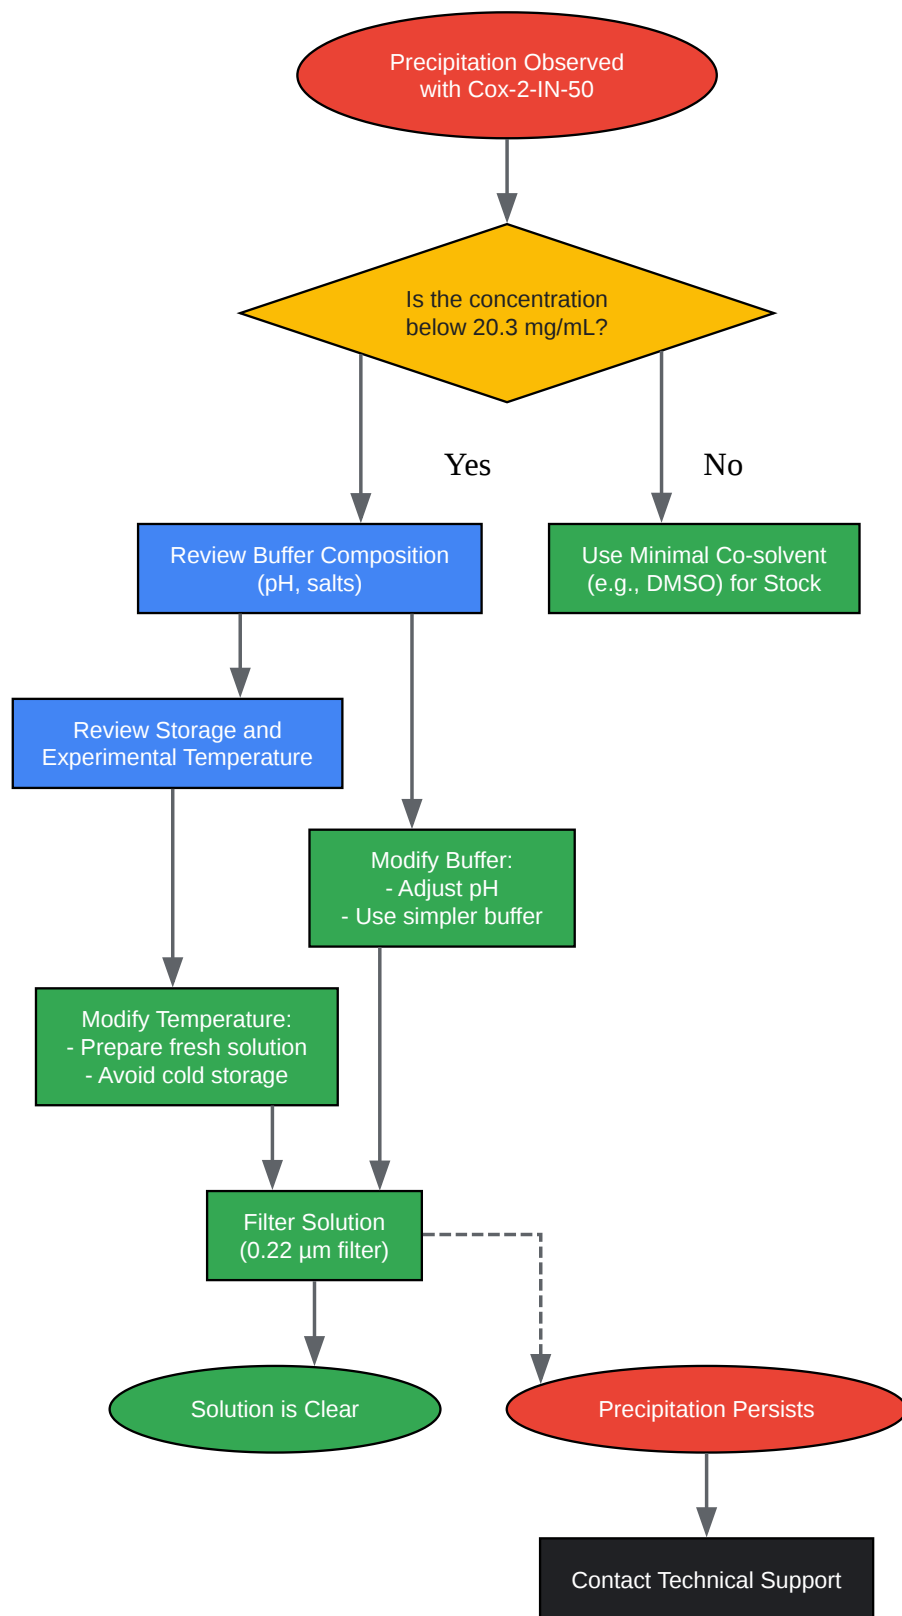 Precipitation Observed
with Cox-2-IN-50
Is the concentration
below 20.3 mg/mL?
Yes
No
Review Buffer Composition
(pH, salts)
Use Minimal Co-solvent
(e.g., DMSO) for Stock
Review Storage and
Experimental Temperature
Modify Buffer:
- Adjust pH
- Use simpler buffer
Modify Temperature:
- Prepare fresh solution
- Avoid cold storage
Filter Solution
(0.22 µm filter)
Solution is Clear
Precipitation Persists
Contact Technical Support